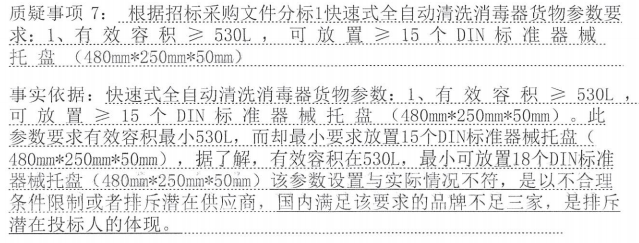 质疑事项 7： 根据招标采购文件分标1快速式全自动清洗消毒器货物参数要
求：1、有 效 容 积 ≥ 530L ， 可 放 置 ≥ 15 个 DIN 标 准 器 械
托 盘 （480mm*250mm*50mm）
事实依据：快速式全自动清洗消毒器货物参数：1、有 效 容 积 ≥ 530L ，
可 放 置 ≥ 15 个 DIN 标 准 器 械 托 盘 （480mm*250mm*50mm）。此
参数要求有效容积最小530L，而却最小要求放置15个DIN标准器械托盘（
480mm*250mm*50mm），据了解，有效容积在530L，最小可放置18个DIN标准
器械托盘（480mm*250mm*50mm）该参数设置与实际情况不符，是以不合理
条件限制或者排斥潜在供应商，国内满足该要求的品牌不足三家，是排斥
潜在投标人的体现。